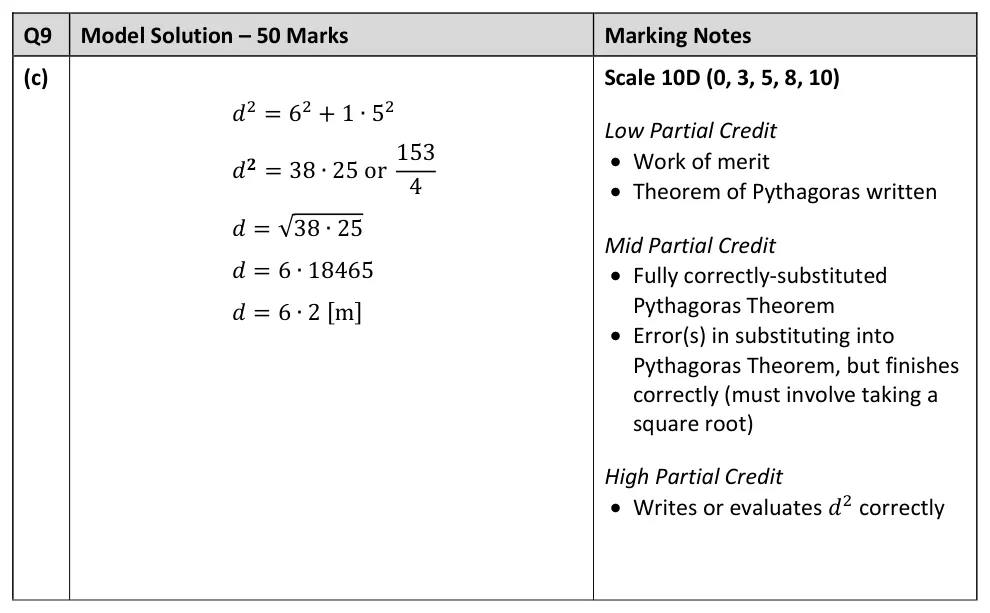 Q9 Model Solution – 50 Marks Marking Notes
(c)
d² = 6² + 1 · 5²
d² = 38 · 25 or 153/4
d = √38 · 25
d = 6 · 18465
d = 6 · 2 [m]
Scale 10D (0, 3, 5, 8, 10)
Low Partial Credit
• Work of merit
• Theorem of Pythagoras written
Mid Partial Credit
• Fully correctly-substituted
Pythagoras Theorem
• Error(s) in substituting into
Pythagoras Theorem, but finishes
correctly (must involve taking a
square root)
High Partial Credit
• Writes or evaluates d² correctly